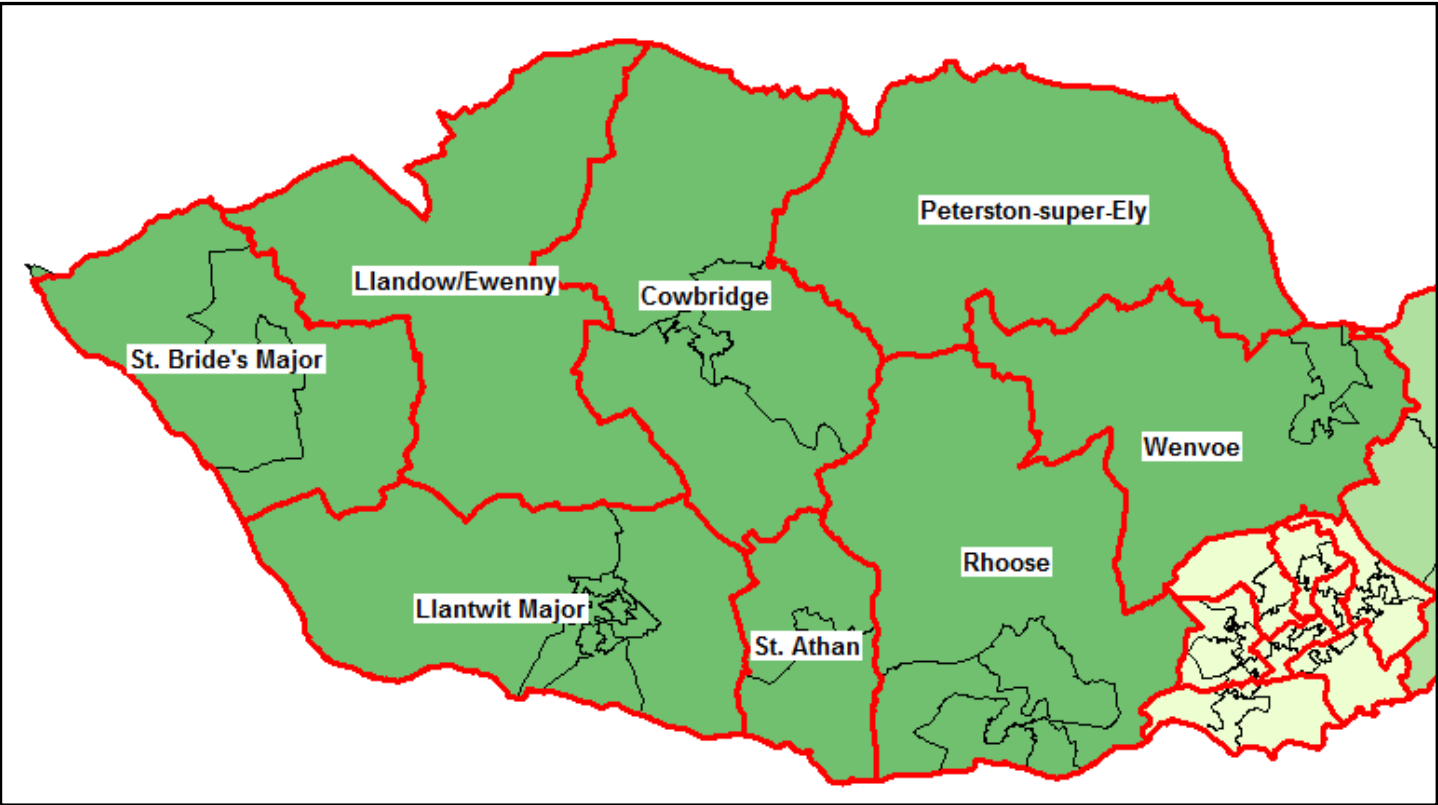 Peterston-super-Ely
Llandow/Ewenny
Cowbridge
St. Bride's Major
Wenvoe
Rhoose
Llantwit Major
St. Athan